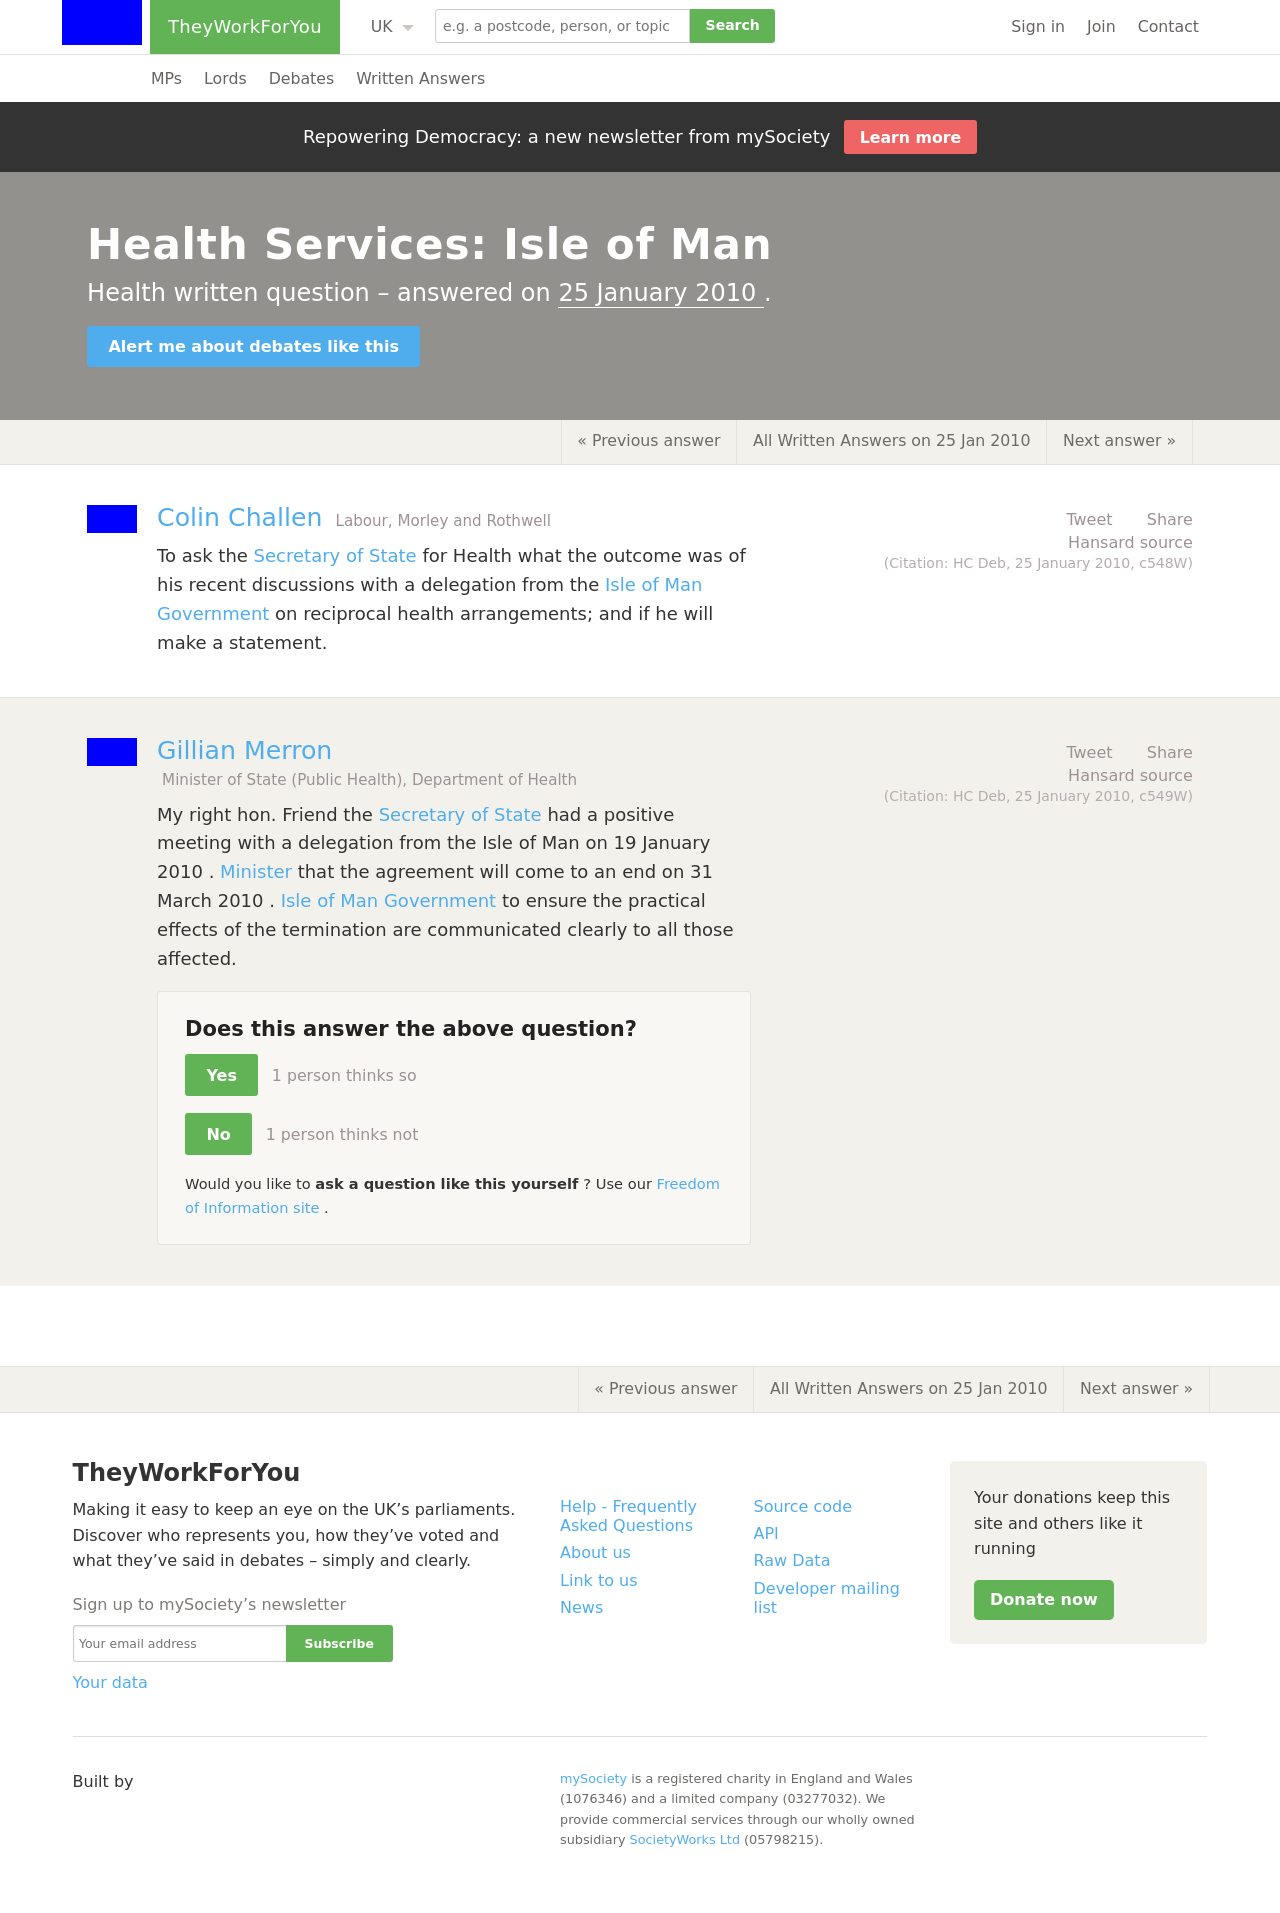 TheyWorkForYou
UK
e.g. a postcode, person, or topic
Search
Sign in Join Contact
MPs Lords Debates Written Answers
Repowering Democracy: a new newsletter from mySociety Learn more
Health Services: Isle of Man
Health written question – answered on 25 January 2010 .
Alert me about debates like this
« Previous answer All Written Answers on 25 Jan 2010 Next answer »
Colin Challen Labour, Morley and Rothwell
To ask the Secretary of State for Health what the outcome was of
his recent discussions with a delegation from the Isle of Man
Government on reciprocal health arrangements; and if he will
make a statement.
Tweet Share
Hansard source
(Citation: HC Deb, 25 January 2010, c548W)
Gillian Merron
Minister of State (Public Health), Department of Health
My right hon. Friend the Secretary of State had a positive
meeting with a delegation from the Isle of Man on 19 January
2010 . Minister that the agreement will come to an end on 31
March 2010 . Isle of Man Government to ensure the practical
effects of the termination are communicated clearly to all those
affected.
Tweet Share
Hansard source
(Citation: HC Deb, 25 January 2010, c549W)
Does this answer the above question?
Yes 1 person thinks so
No 1 person thinks not
Would you like to ask a question like this yourself ? Use our Freedom
of Information site .
« Previous answer All Written Answers on 25 Jan 2010 Next answer »
TheyWorkForYou
Making it easy to keep an eye on the UK’s parliaments.
Discover who represents you, how they’ve voted and
what they’ve said in debates – simply and clearly.
Sign up to mySociety’s newsletter
Your email address Subscribe
Your data
Help - Frequently
Asked Questions
About us
Link to us
News
Source code
API
Raw Data
Developer mailing
list
Your donations keep this
site and others like it
running
Donate now
Built by
mySociety is a registered charity in England and Wales
(1076346) and a limited company (03277032). We
provide commercial services through our wholly owned
subsidiary SocietyWorks Ltd (05798215).